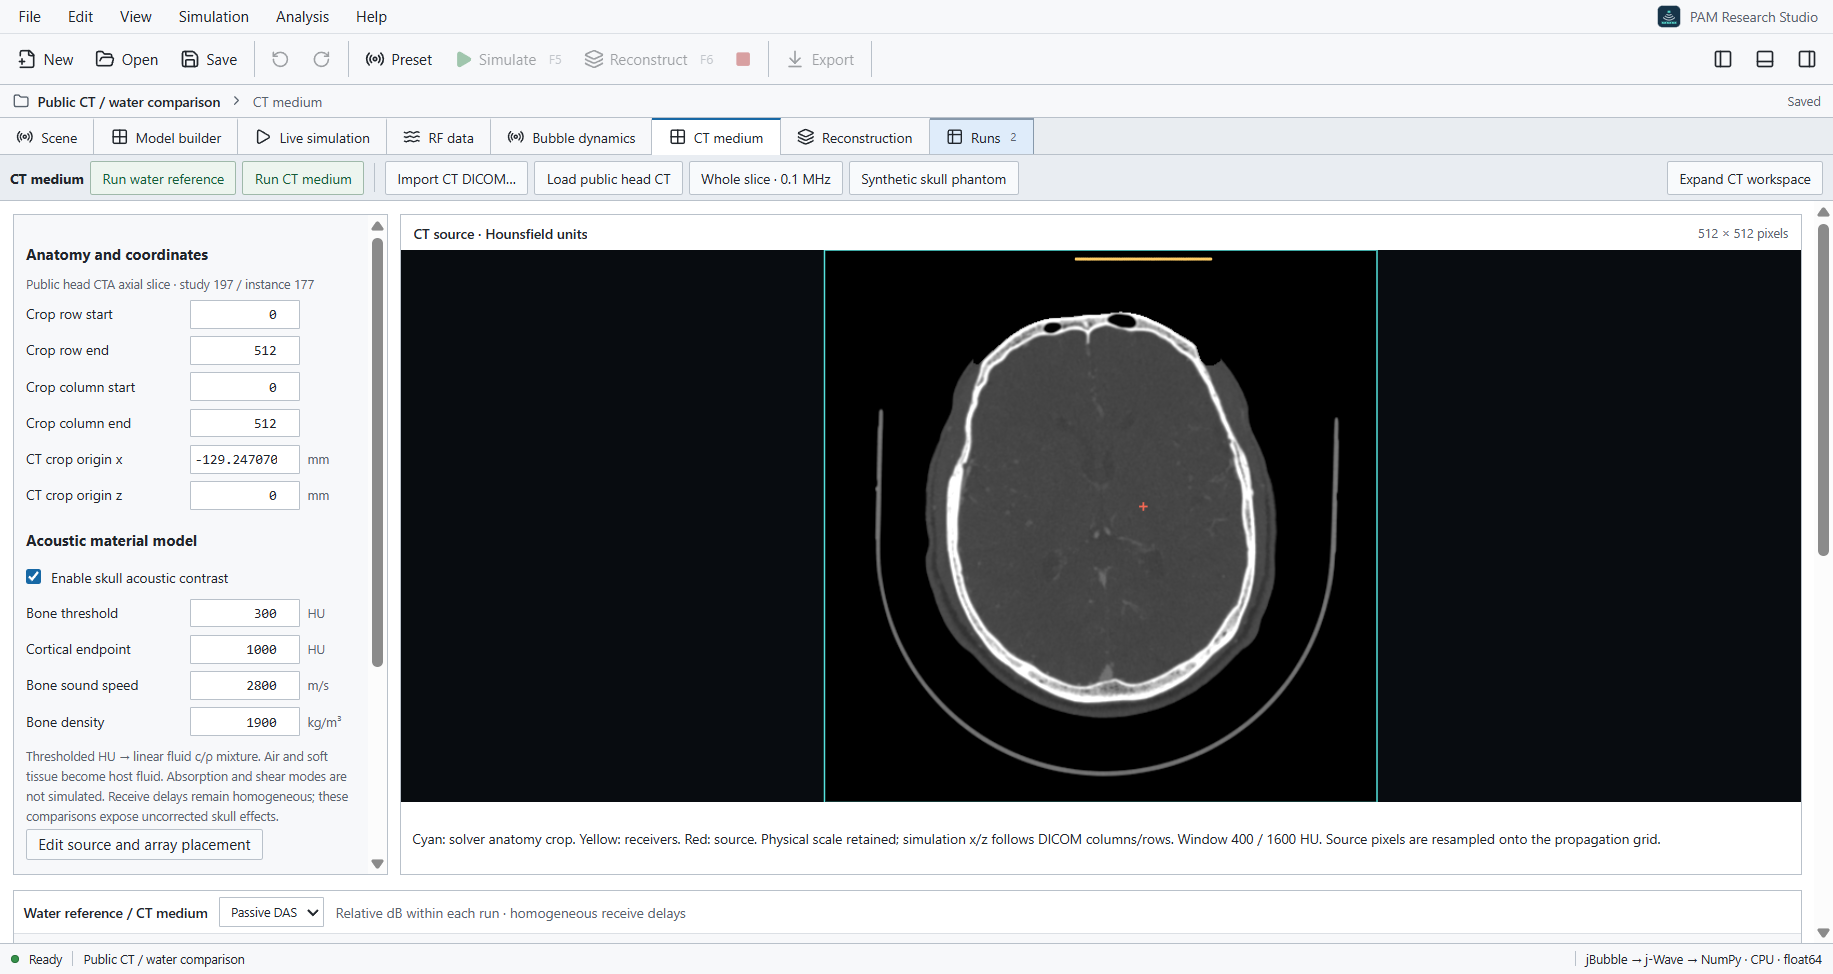 File Edit View Simulation Analysis Help PAM Research Studio
New Open Save Preset Simulate F5 Reconstruct F6 Export
Public CT / water comparison > CT medium Saved
Scene Model builder Live simulation RF data Bubble dynamics CT medium Reconstruction Runs 2
CT medium Run water reference Run CT medium Import CT DICOM... Load public head CT Whole slice · 0.1 MHz Synthetic skull phantom Expand CT workspace
Anatomy and coordinates
Public head CTA axial slice · study 197 / instance 177
Crop row start 0
Crop row end 512
Crop column start 0
Crop column end 512
CT crop origin x -129.247070 mm
CT crop origin z 0 mm
Acoustic material model
Enable skull acoustic contrast
Bone threshold 300 HU
Cortical endpoint 1000 HU
Bone sound speed 2800 m/s
Bone density 1900 kg/m³
Thresholded HU → linear fluid c/ρ mixture. Air and soft
tissue become host fluid. Absorption and shear modes are
not simulated. Receive delays remain homogeneous; these
comparisons expose uncorrected skull effects.
Edit source and array placement
CT source · Hounsfield units 512 × 512 pixels
Cyan: solver anatomy crop. Yellow: receivers. Red: source. Physical scale retained; simulation x/z follows DICOM columns/rows. Window 400 / 1600 HU. Source pixels are resampled onto the propagation grid.
Water reference / CT medium Passive DAS Relative dB within each run · homogeneous receive delays
Ready Public CT / water comparison jBubble → j-Wave → NumPy · CPU · float64